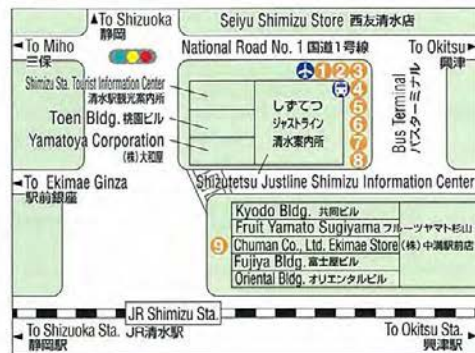 ▲To Shizuoka
静岡
Seiyu Shimizu Store 西友清水店
◄To Miho
三保
National Road No. 1 国道1号線
To Okitsu►
興津
Shimizu Sta. Tourist Information Center
清水駅観光案内所
Toen Bldg. 桃園ビル
Yamatoya Corporation
(株)大和屋
しずてつ
ジャストライン
清水案内所
1 2 3
4
5
6
7
8
Bus Terminal
バスターミナル
◄To Ekimae Ginza
駅前銀座
Shizutetsu Justline Shimizu Information Center
9
Kyodo Bldg. 共同ビル
Fruit Yamato Sugiyama フルーツヤマト杉山
Chuman Co., Ltd. Ekimae Store (株)中満駅前店
Fujiya Bldg. 富士屋ビル
Oriental Bldg. オリエンタルビル
JR Shimizu Sta.
JR清水駅
◄To Shizuoka Sta.
静岡駅
To Okitsu Sta.►
興津駅